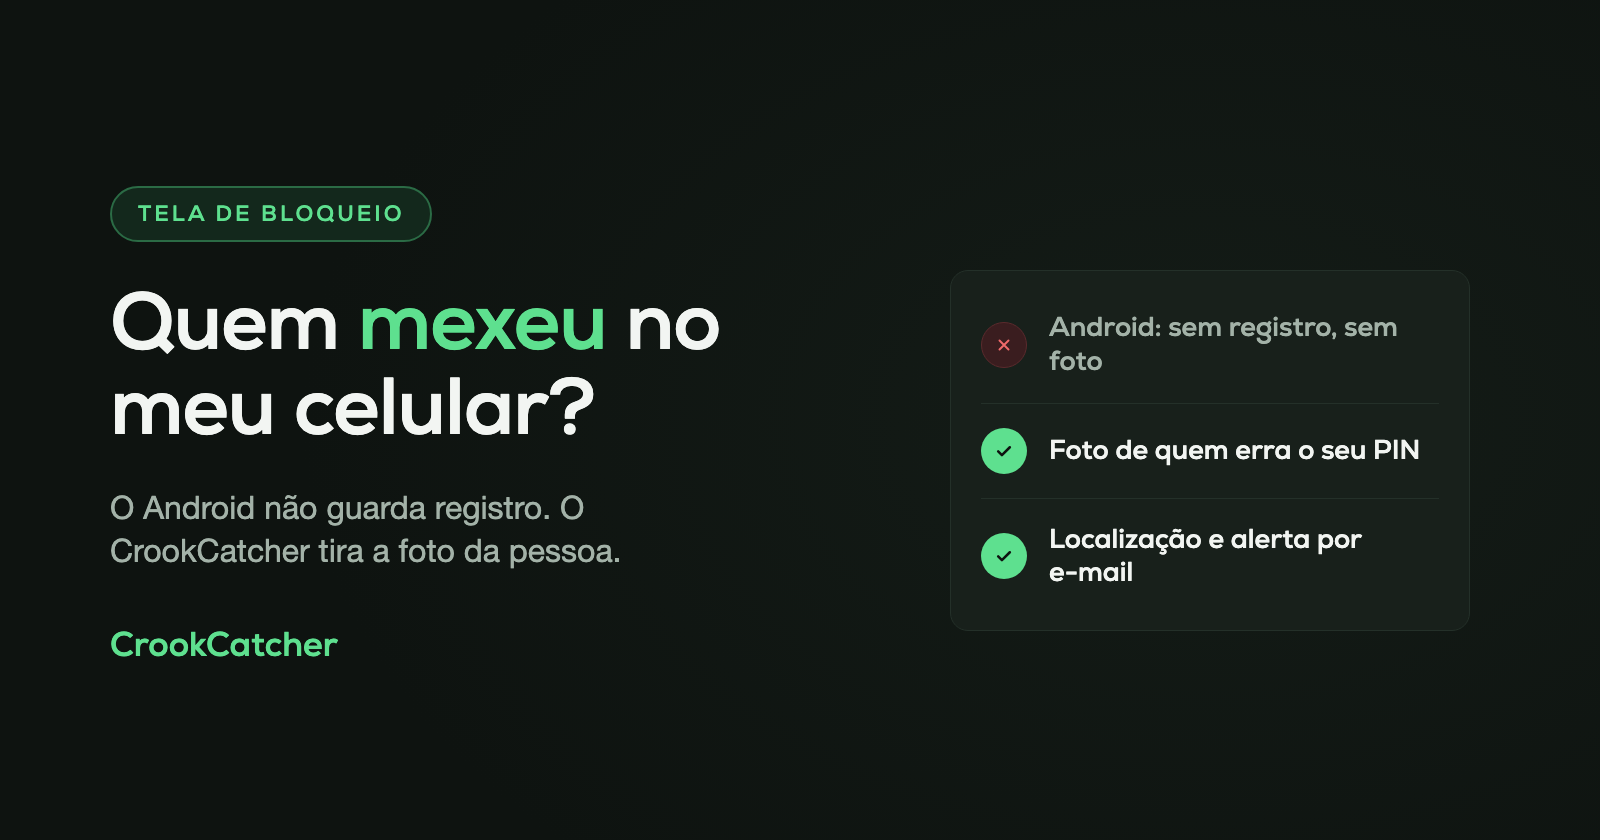 TELA DE BLOQUEIO
Quem mexeu no
meu celular?
O Android não guarda registro. O
CrookCatcher tira a foto da pessoa.
CrookCatcher
Android: sem registro, sem
foto
Foto de quem erra o seu PIN
Localização e alerta por
e-mail